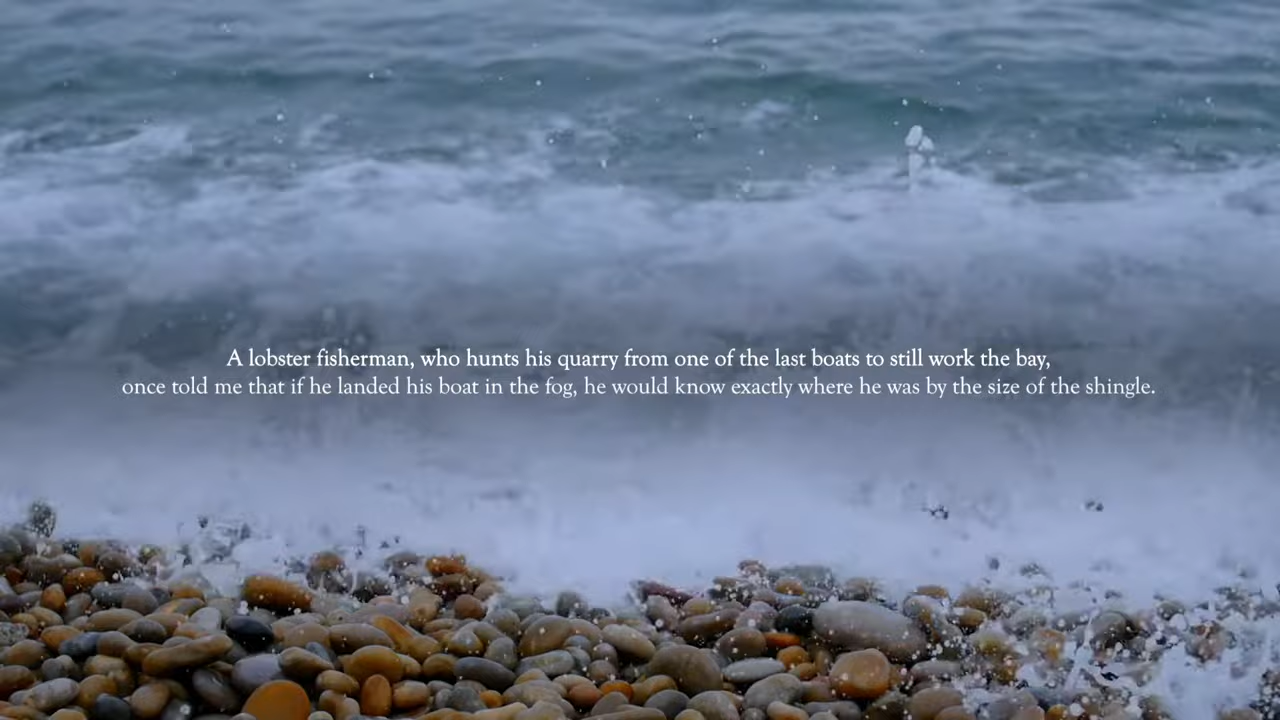 A lobster fisherman, who hunts his quarry from one of the last boats to still work the bay,
once told me that if he landed his boat in the fog, he would know exactly where he was by the size of the shingle.